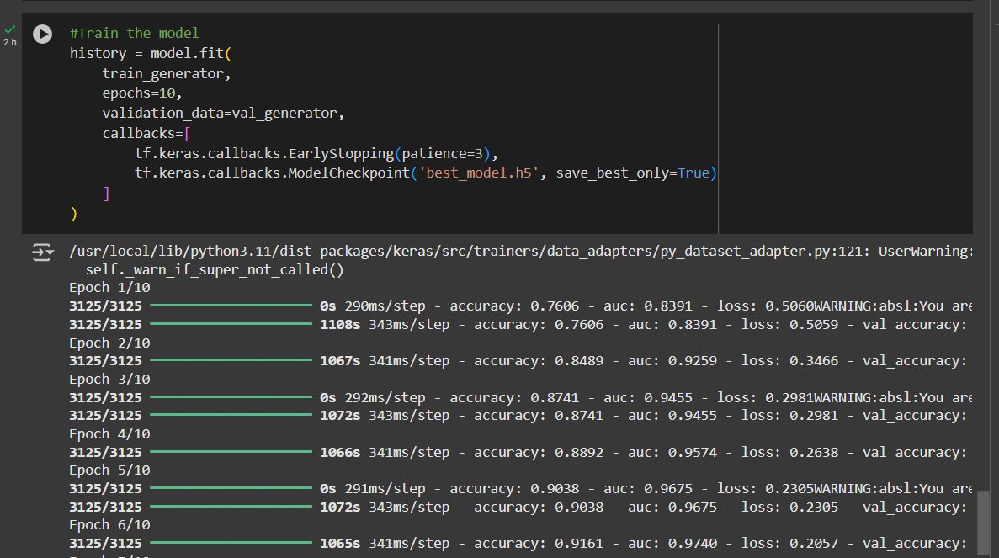 2 h
#Train the model
history = model.fit(
    train_generator,
    epochs=10,
    validation_data=val_generator,
    callbacks=[
        tf.keras.callbacks.EarlyStopping(patience=3),
        tf.keras.callbacks.ModelCheckpoint('best_model.h5', save_best_only=True)
    ]
)
/usr/local/lib/python3.11/dist-packages/keras/src/trainers/data_adapters/py_dataset_adapter.py:121: UserWarning:
  self._warn_if_super_not_called()
Epoch 1/10
3125/3125 0s 290ms/step - accuracy: 0.7606 - auc: 0.8391 - loss: 0.5060WARNING:absl:You are
3125/3125 1108s 343ms/step - accuracy: 0.7606 - auc: 0.8391 - loss: 0.5059 - val_accuracy:
Epoch 2/10
3125/3125 1067s 341ms/step - accuracy: 0.8489 - auc: 0.9259 - loss: 0.3466 - val_accuracy:
Epoch 3/10
3125/3125 0s 292ms/step - accuracy: 0.8741 - auc: 0.9455 - loss: 0.2981WARNING:absl:You are
3125/3125 1072s 343ms/step - accuracy: 0.8741 - auc: 0.9455 - loss: 0.2981 - val_accuracy:
Epoch 4/10
3125/3125 1066s 341ms/step - accuracy: 0.8892 - auc: 0.9574 - loss: 0.2638 - val_accuracy:
Epoch 5/10
3125/3125 0s 291ms/step - accuracy: 0.9038 - auc: 0.9675 - loss: 0.2305WARNING:absl:You are
3125/3125 1072s 343ms/step - accuracy: 0.9038 - auc: 0.9675 - loss: 0.2305 - val_accuracy:
Epoch 6/10
3125/3125 1065s 341ms/step - accuracy: 0.9161 - auc: 0.9740 - loss: 0.2057 - val_accuracy: